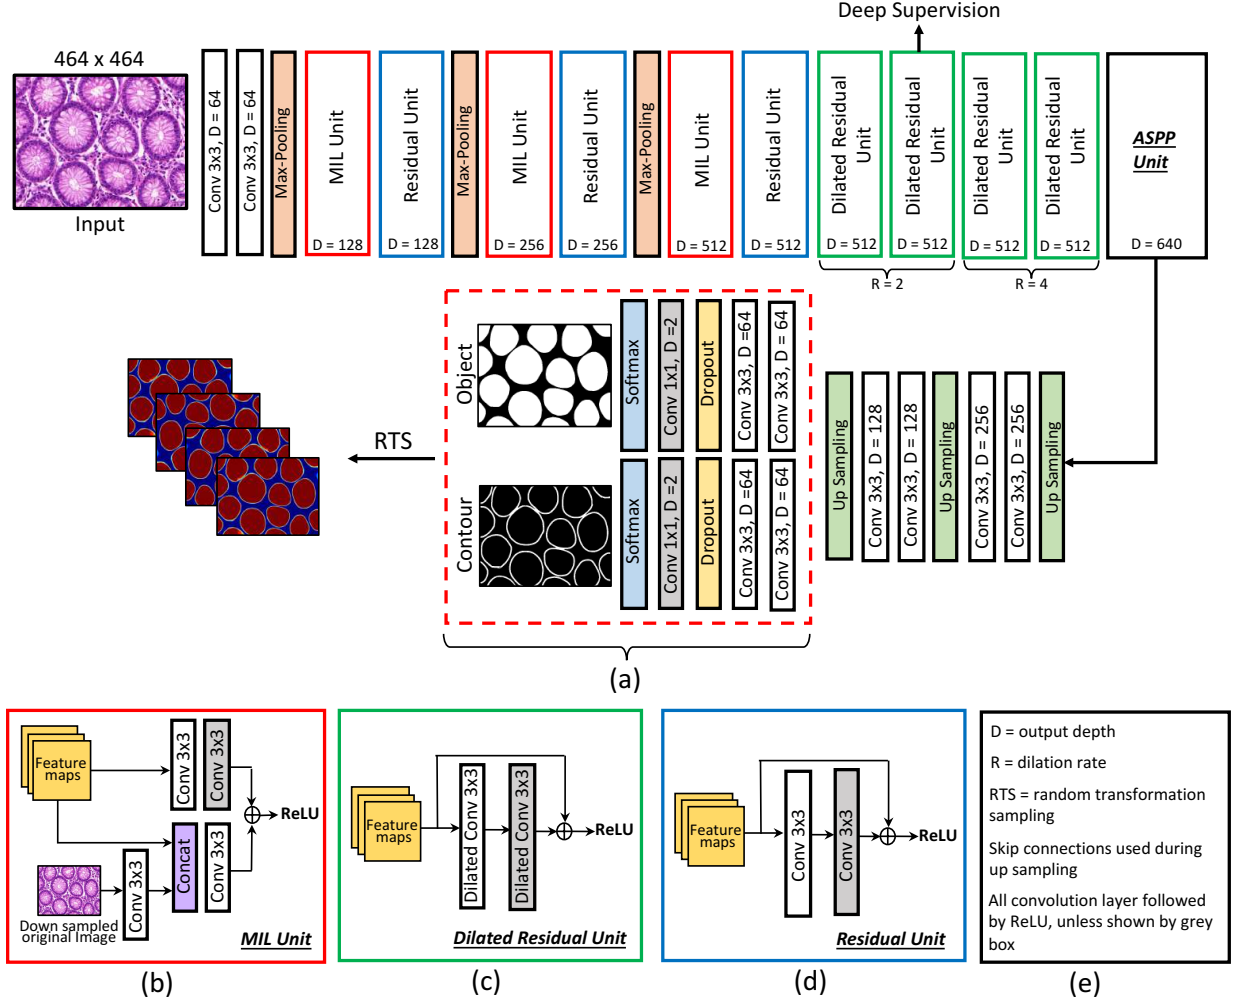 Deep Supervision
464 x 464
Input
Conv 3x3, D = 64
Conv 3x3, D = 64
Max-Pooling
MIL Unit
D = 128
Residual Unit
D = 128
Max-Pooling
MIL Unit
D = 256
Residual Unit
D = 256
Max-Pooling
MIL Unit
D = 512
Residual Unit
D = 512
Dilated Residual
Unit
D = 512
Dilated Residual
Unit
D = 512
Dilated Residual
Unit
D = 512
Dilated Residual
Unit
D = 512
ASPP
Unit
D = 640
R = 2
R = 4
RTS
Object
Softmax
Conv 1x1, D =2
Dropout
Conv 3x3, D =64
Conv 3x3, D = 64
Contour
Softmax
Conv 1x1, D =2
Dropout
Conv 3x3, D =64
Conv 3x3, D = 64
Up Sampling
Conv 3x3, D = 128
Conv 3x3, D = 128
Up Sampling
Conv 3x3, D = 256
Conv 3x3, D = 256
Up Sampling
(a)
Feature
maps
Conv 3x3
Conv 3x3
ReLU
Down sampled
original Image
Conv 3x3
Concat
Conv 3x3
MIL Unit
(b)
Feature
maps
Dilated Conv 3x3
Dilated Conv 3x3
ReLU
Dilated Residual Unit
(c)
Feature
maps
Conv 3x3
Conv 3x3
ReLU
Residual Unit
(d)
D = output depth
R = dilation rate
RTS = random transformation
sampling
Skip connections used during
up sampling
All convolution layer followed
by ReLU, unless shown by grey
box
(e)